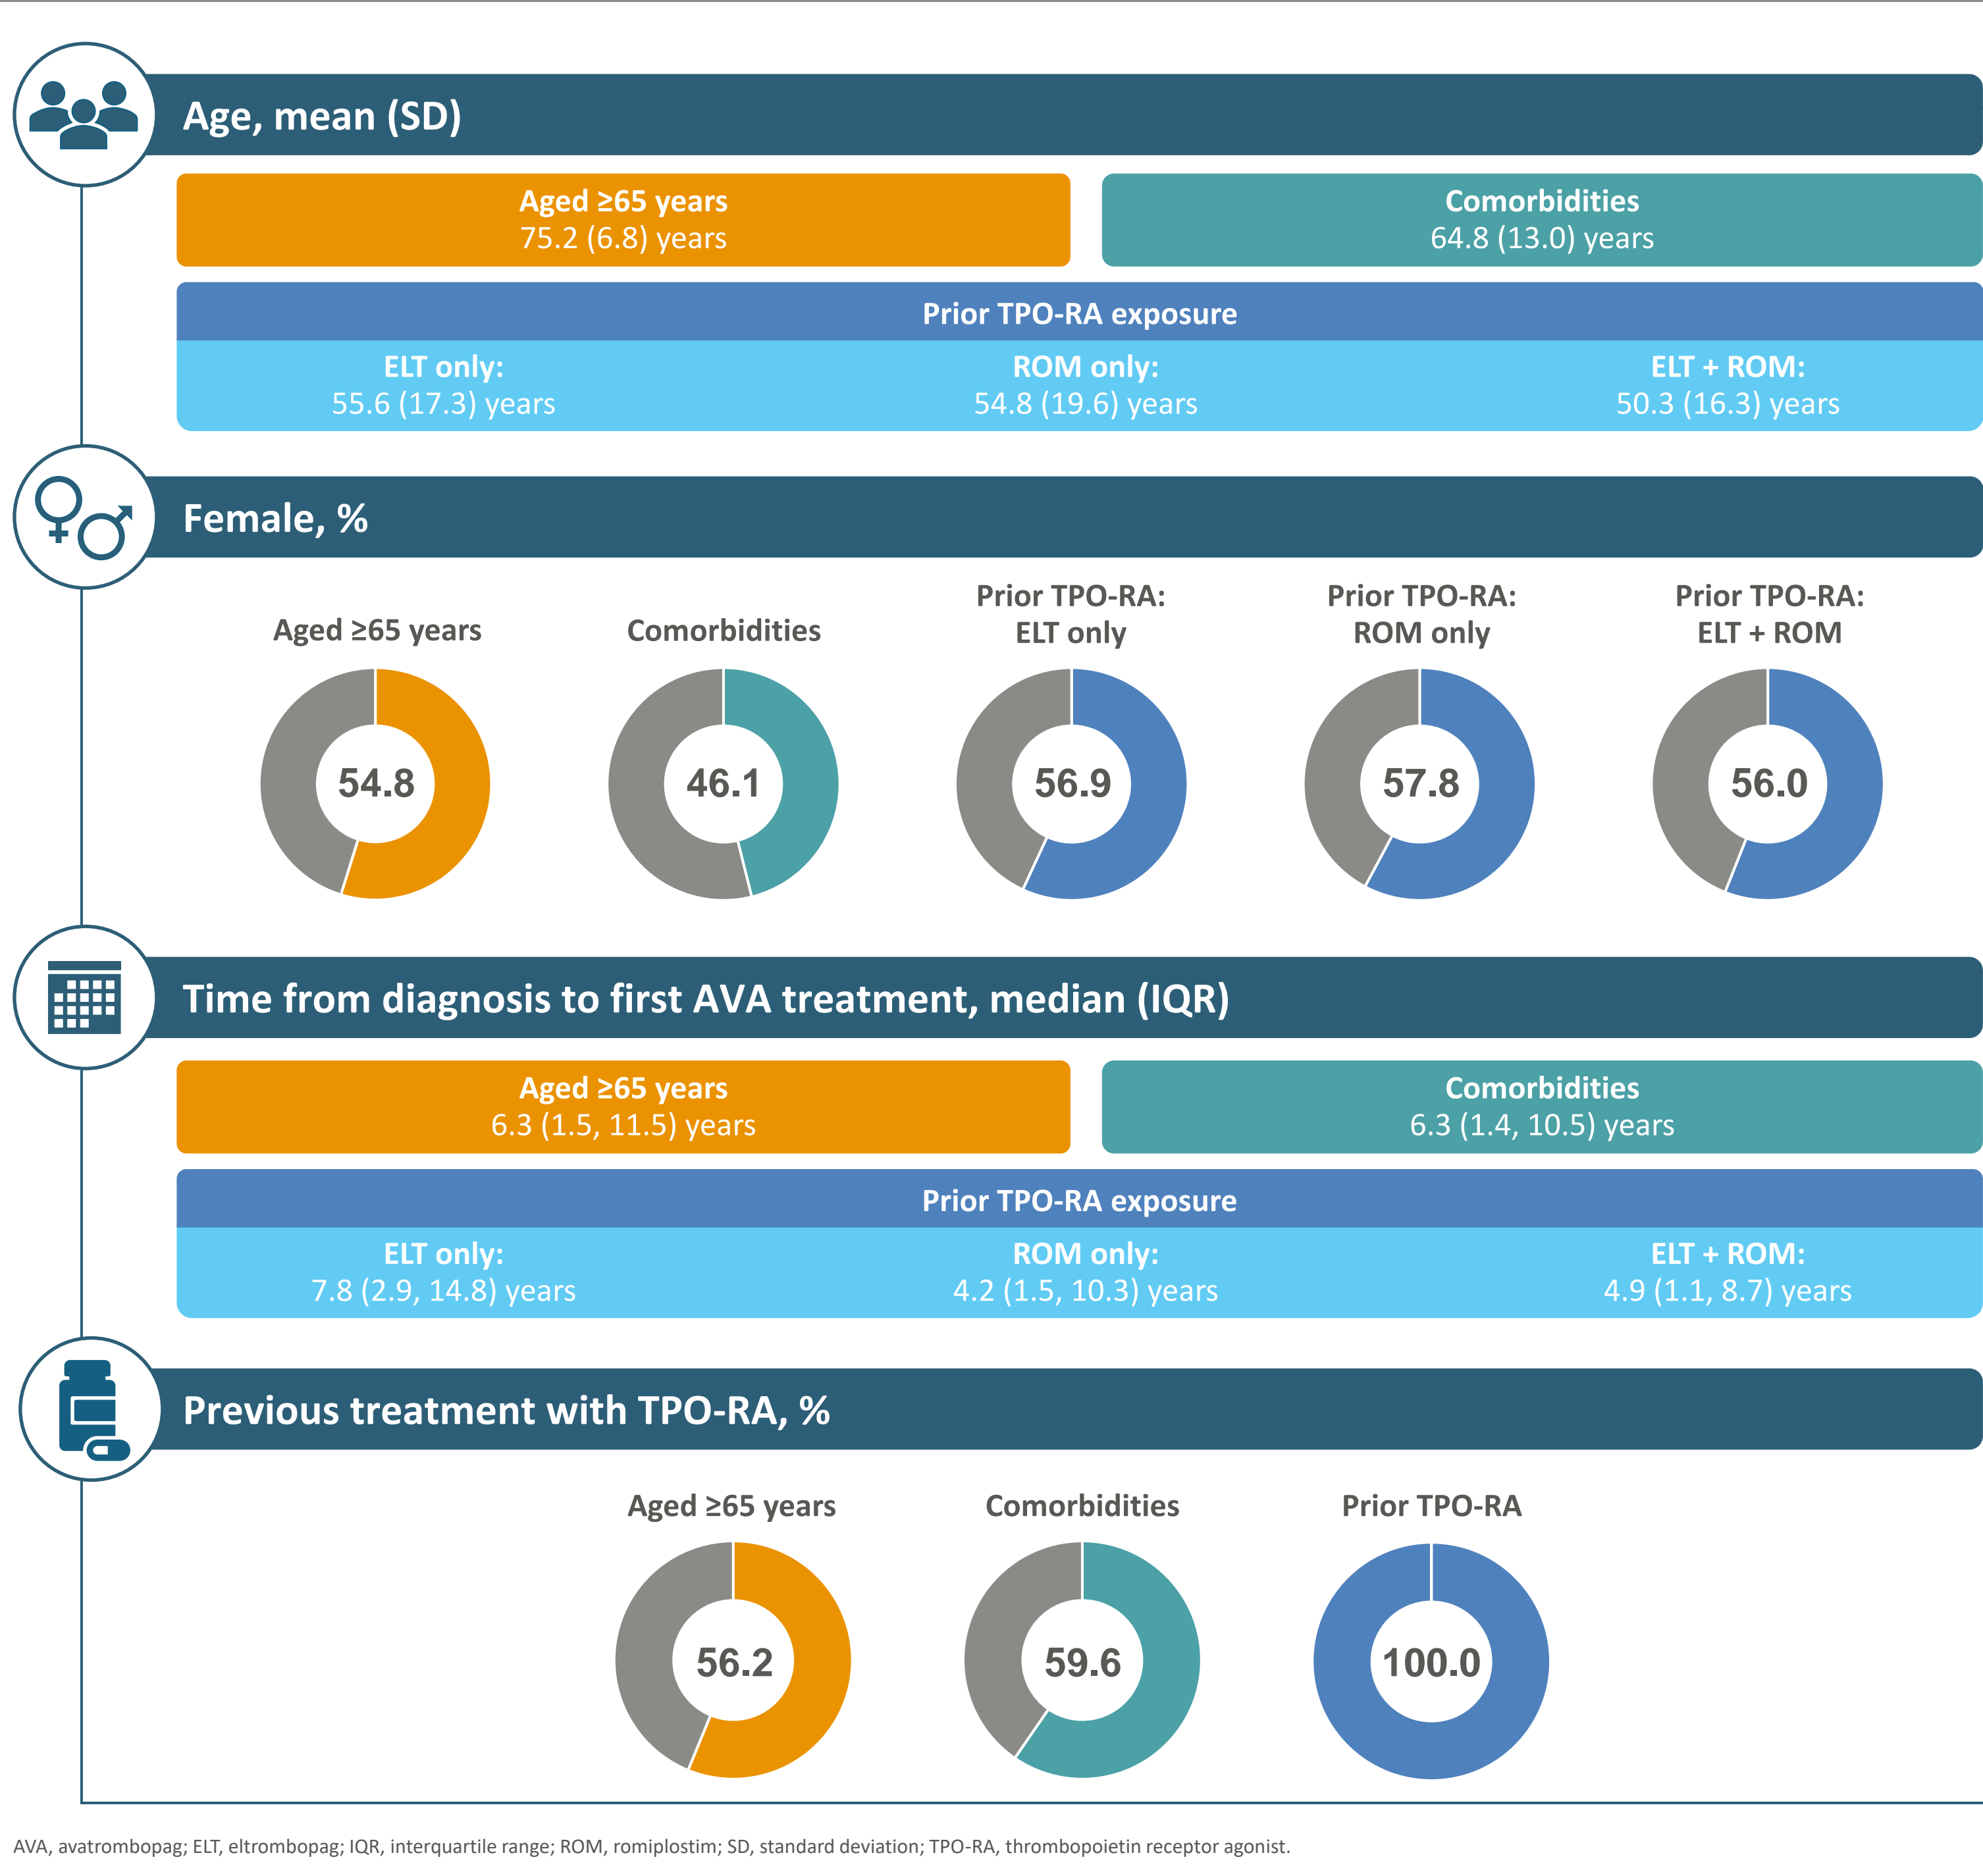 Age, mean (SD)
Aged ≥65 years
75.2 (6.8) years
Comorbidities
64.8 (13.0) years
Prior TPO-RA exposure
ELT only:
55.6 (17.3) years
ROM only:
54.8 (19.6) years
ELT + ROM:
50.3 (16.3) years
Female, %
Aged ≥65 years
54.8
Comorbidities
46.1
Prior TPO-RA:
ELT only
56.9
Prior TPO-RA:
ROM only
57.8
Prior TPO-RA:
ELT + ROM
56.0
Time from diagnosis to first AVA treatment, median (IQR)
Aged ≥65 years
6.3 (1.5, 11.5) years
Comorbidities
6.3 (1.4, 10.5) years
Prior TPO-RA exposure
ELT only:
7.8 (2.9, 14.8) years
ROM only:
4.2 (1.5, 10.3) years
ELT + ROM:
4.9 (1.1, 8.7) years
Previous treatment with TPO-RA, %
Aged ≥65 years
56.2
Comorbidities
59.6
Prior TPO-RA
100.0
AVA, avatrombopag; ELT, eltrombopag; IQR, interquartile range; ROM, romiplostim; SD, standard deviation; TPO-RA, thrombopoietin receptor agonist.